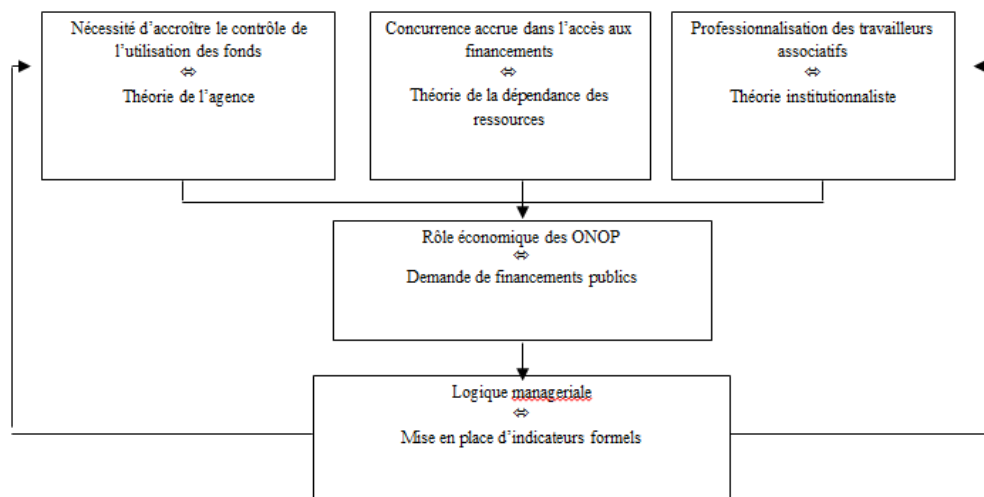 Nécessité d’accroître le contrôle de
l’utilisation des fonds
⇔
Théorie de l’agence
Concurrence accrue dans l’accès aux
financements
⇔
Théorie de la dépendance des
ressources
Professionnalisation des travailleurs
associatifs
⇔
Théorie institutionnaliste
Rôle économique des ONOP
⇔
Demande de financements publics
Logique manageriale
⇔
Mise en place d’indicateurs formels